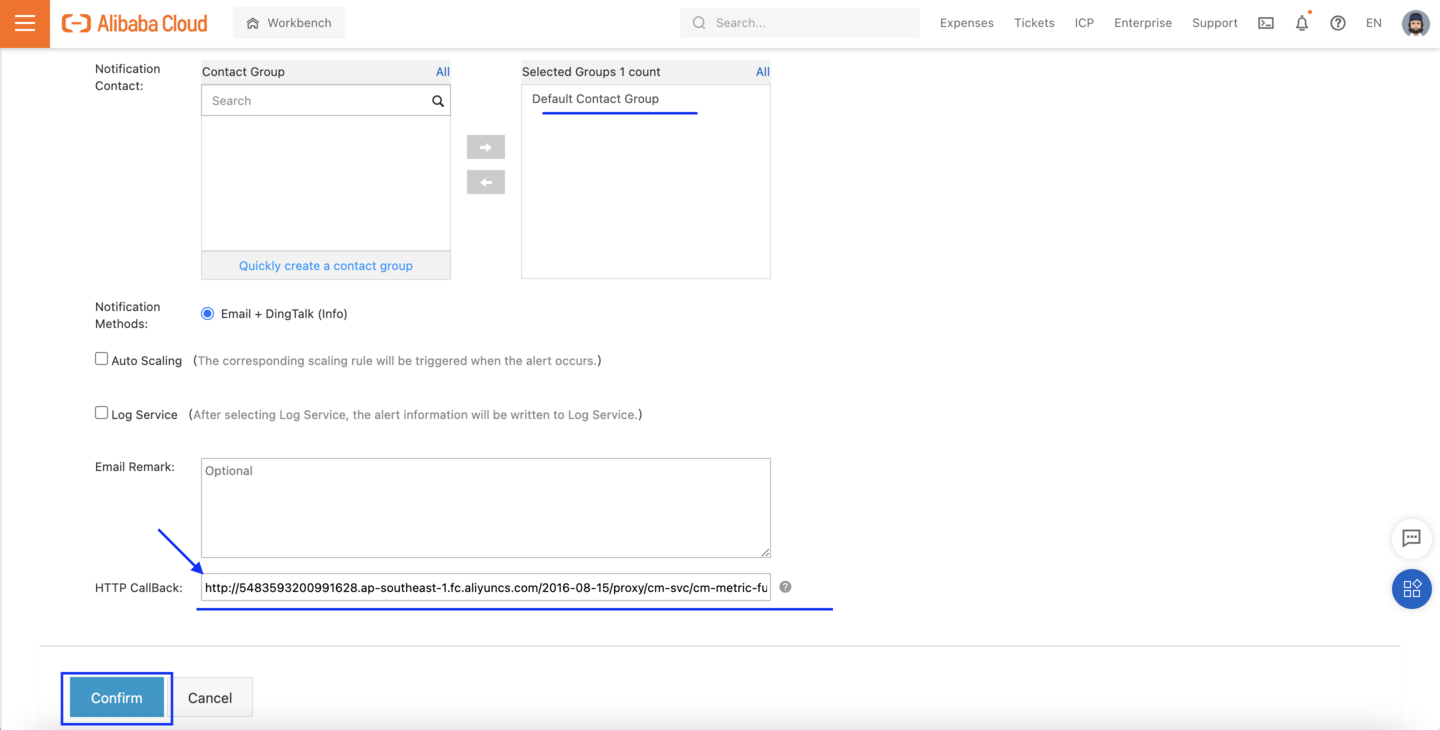 Alibaba Cloud
Workbench
Search...
Expenses
Tickets
ICP
Enterprise
Support
EN
Notification
Contact:
Contact Group
All
Search
Quickly create a contact group
Selected Groups 1 count
All
Default Contact Group
Notification
Methods:
Email + DingTalk (Info)
Auto Scaling (The corresponding scaling rule will be triggered when the alert occurs.)
Log Service (After selecting Log Service, the alert information will be written to Log Service.)
Email Remark:
Optional
HTTP CallBack:
http://5483593200991628.ap-southeast-1.fc.aliyuncs.com/2016-08-15/proxy/cm-svc/cm-metric-fu
Confirm
Cancel